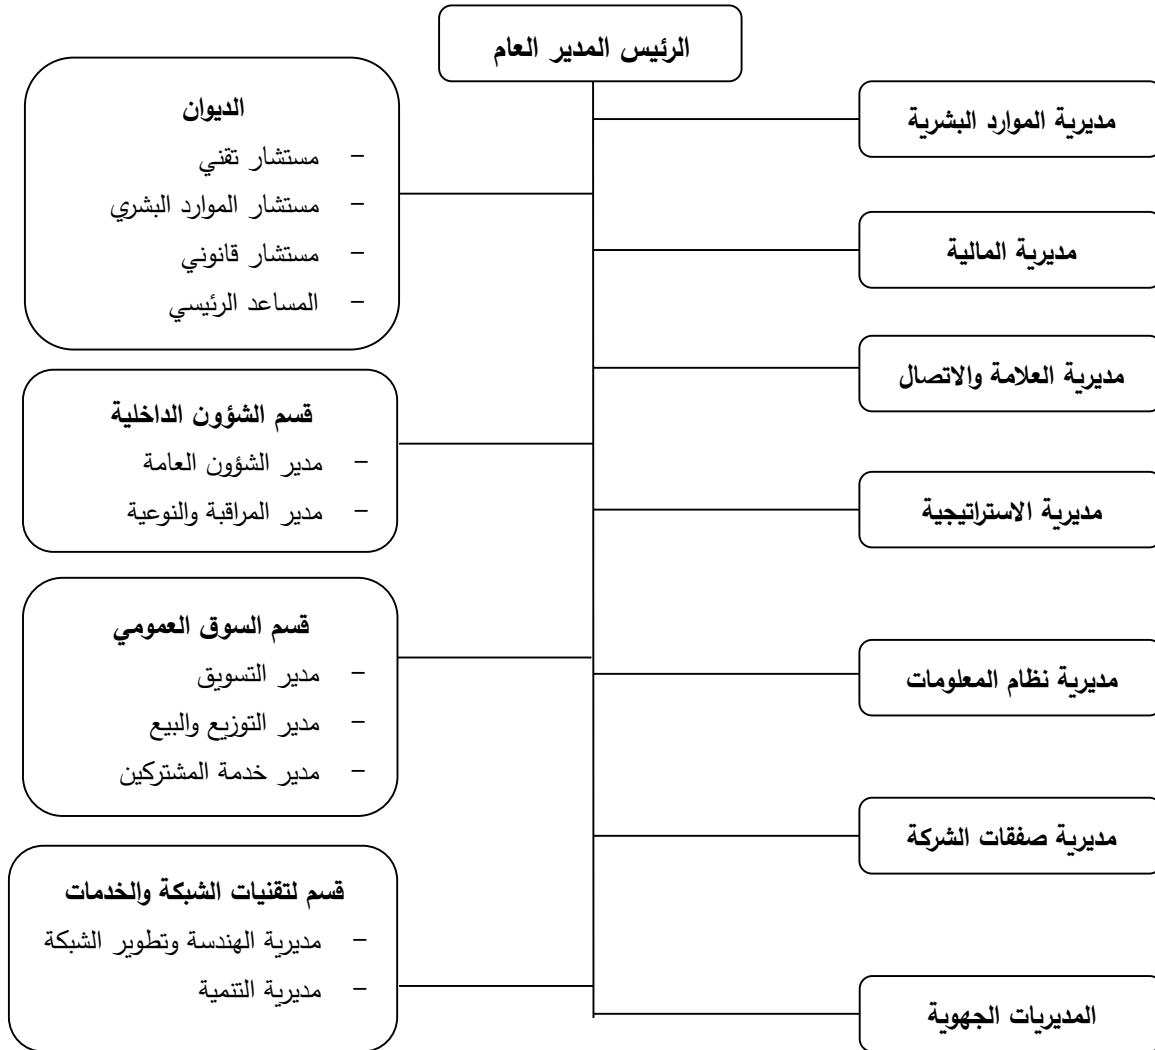 الرئيس المدير العام
مديرية الموارد البشرية
مديرية المالية
مديرية العلامة والاتصال
مديرية الاستراتيجية
مديرية نظام المعلومات
مديرية صفقات الشركة
المديريات الجهوية
الديوان
- مستشار تقني
- مستشار الموارد البشري
- مستشار قانوني
- المساعد الرئيسي
قسم الشؤون الداخلية
- مدير الشؤون العامة
- مدير المراقبة والنوعية
قسم السوق العمومي
- مدير التسويق
- مدير التوزيع والبيع
- مدير خدمة المشتركين
قسم لتقنيات الشبكة والخدمات
- مديرية الهندسة وتطوير الشبكة
- مديرية التنمية